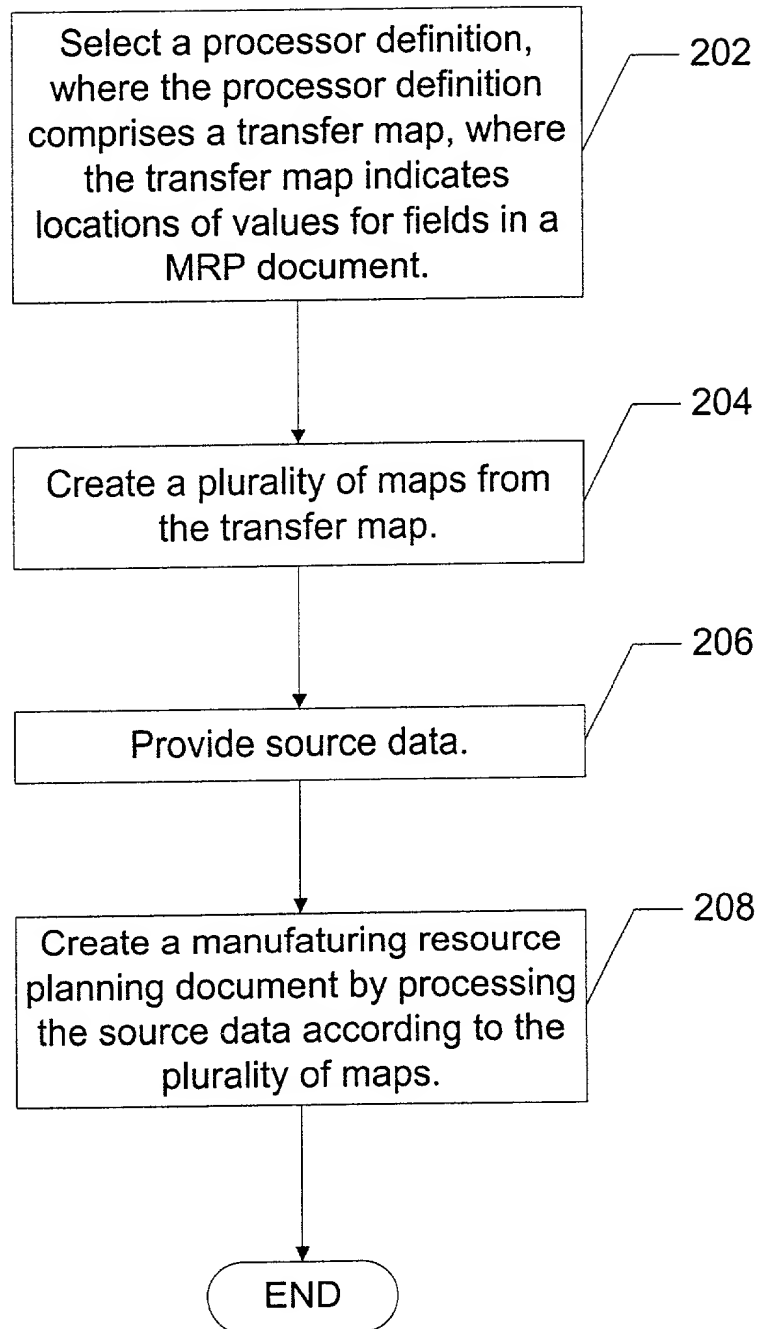 Select a processor definition,
where the processor definition
comprises a transfer map, where
the transfer map indicates
locations of values for fields in a
MRP document.
202
Create a plurality of maps from
the transfer map.
204
Provide source data.
206
Create a manufaturing resource
planning document by processing
the source data according to the
plurality of maps.
208
END